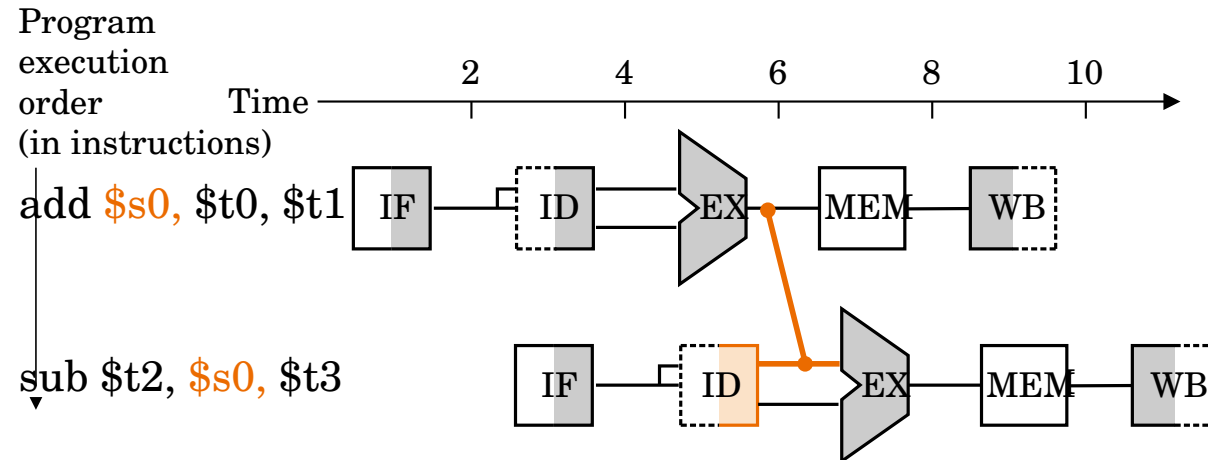 Program
execution
order
(in instructions)
Time
2 4 6 8 10
add $s0, $t0, $t1
IF ID EX MEM WB
sub $t2, $s0, $t3
IF ID EX MEM WB